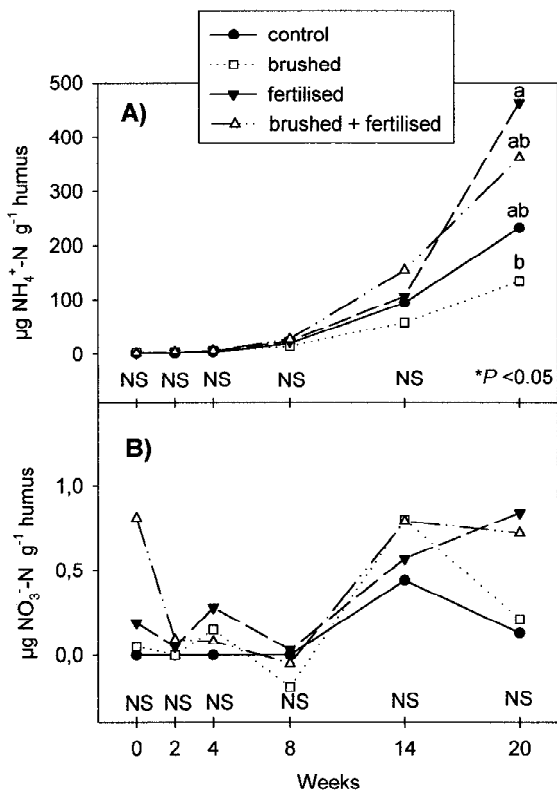 control
brushed
fertilised
brushed + fertilised
A)
µg NH₄⁺-N g⁻¹ humus
500
400
300
200
100
0
a
ab
ab
b
NS NS NS NS NS *P <0.05
B)
µg NO₃⁻-N g⁻¹ humus
1,0
0,5
0,0
NS NS NS NS NS NS
0 2 4 8 14 20
Weeks